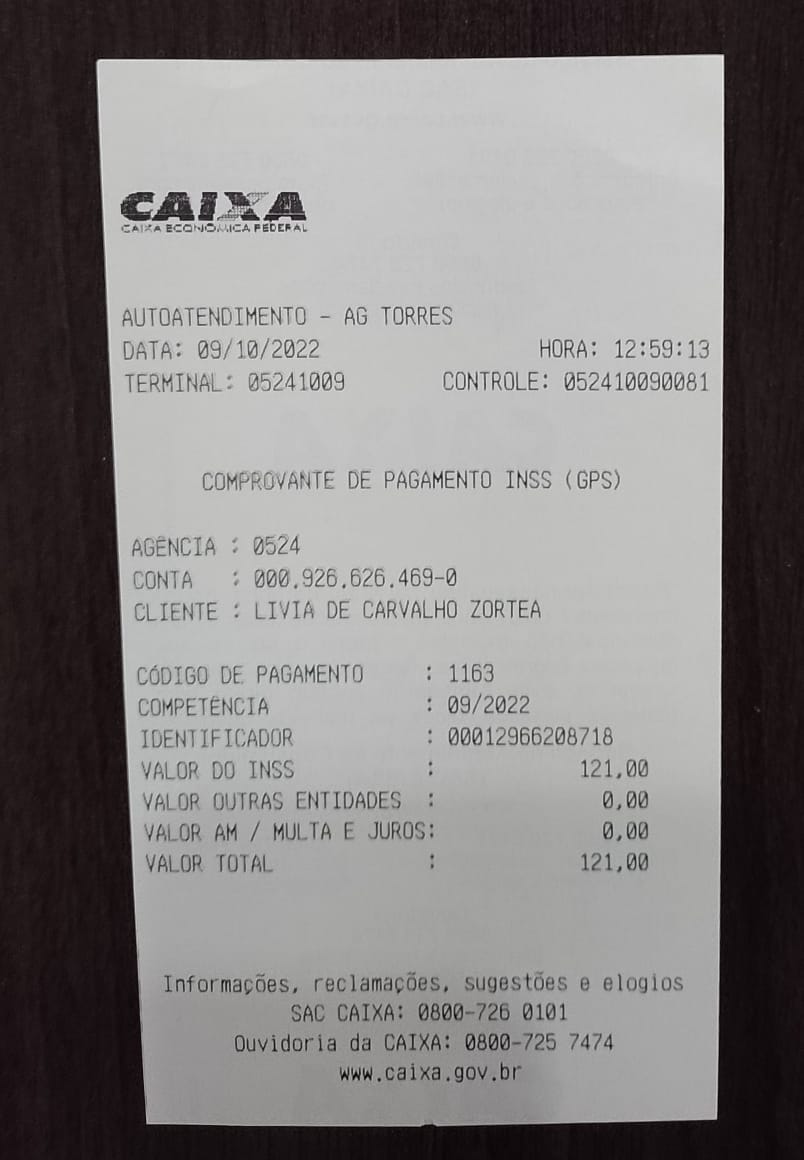 CAIXA
CAIXA ECONÔMICA FEDERAL
AUTOATENDIMENTO - AG TORRES
DATA: 09/10/2022 HORA: 12:59:13
TERMINAL: 05241009 CONTROLE: 052410090081
COMPROVANTE DE PAGAMENTO INSS (GPS)
AGÊNCIA : 0524
CONTA : 000.926.626.469-0
CLIENTE : LIVIA DE CARVALHO ZORTEA
CÓDIGO DE PAGAMENTO : 1163
COMPETÊNCIA : 09/2022
IDENTIFICADOR : 00012966208718
VALOR DO INSS : 121,00
VALOR OUTRAS ENTIDADES : 0,00
VALOR AM / MULTA E JUROS: 0,00
VALOR TOTAL : 121,00
Informações, reclamações, sugestões e elogios
SAC CAIXA: 0800-726 0101
Ouvidoria da CAIXA: 0800-725 7474
www.caixa.gov.br